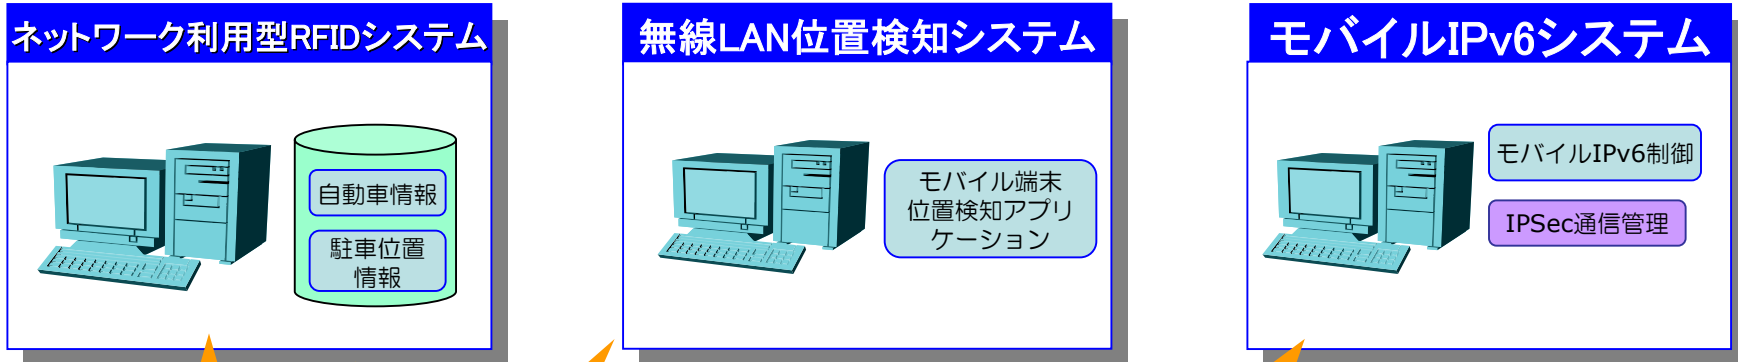 ネットワーク利用型RFIDシステム
自動車情報
駐車位置
情報
無線LAN位置検知システム
モバイル端末
位置検知アプリ
ケーション
モバイルIPv6システム
モバイルIPv6制御
IPSec通信管理